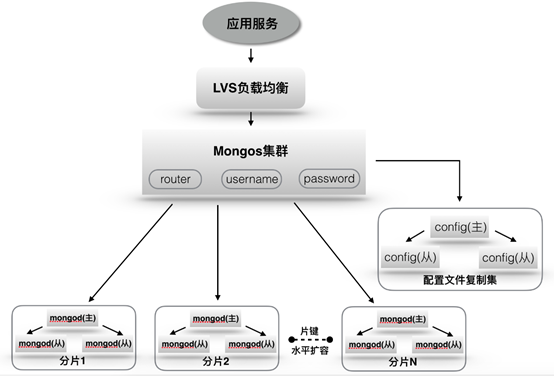 应用服务
LVS负载均衡
Mongos集群
router username password
config(主)
config(从) config(从)
配置文件复制集
mongod(主)
mongod(从) mongod(从)
分片1
mongod(主)
mongod(从) mongod(从)
分片2
片键
水平扩容
mongod(主)
mongod(从) mongod(从)
分片N